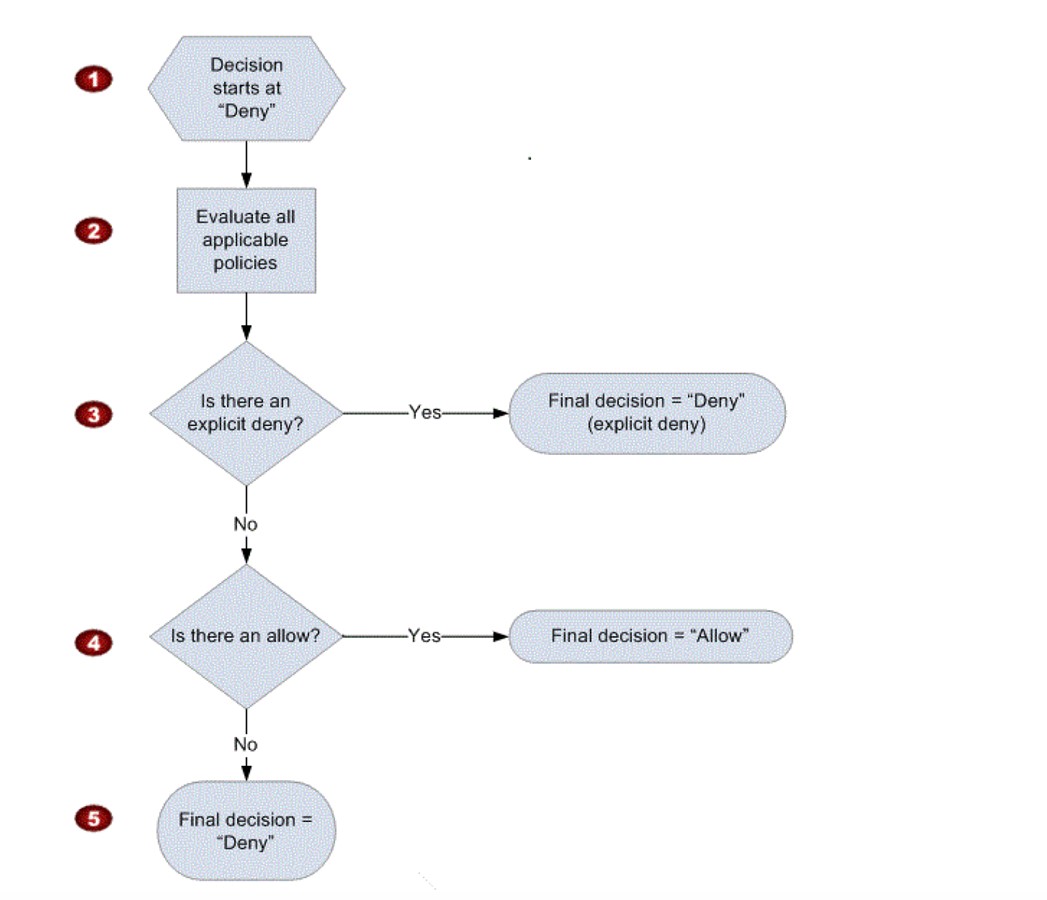 1
Decision
starts at
“Deny”
2
Evaluate all
applicable
policies
3
Is there an
explicit deny?
Yes
Final decision = “Deny”
(explicit deny)
No
4
Is there an allow?
Yes
Final decision = “Allow”
No
5
Final decision =
“Deny”